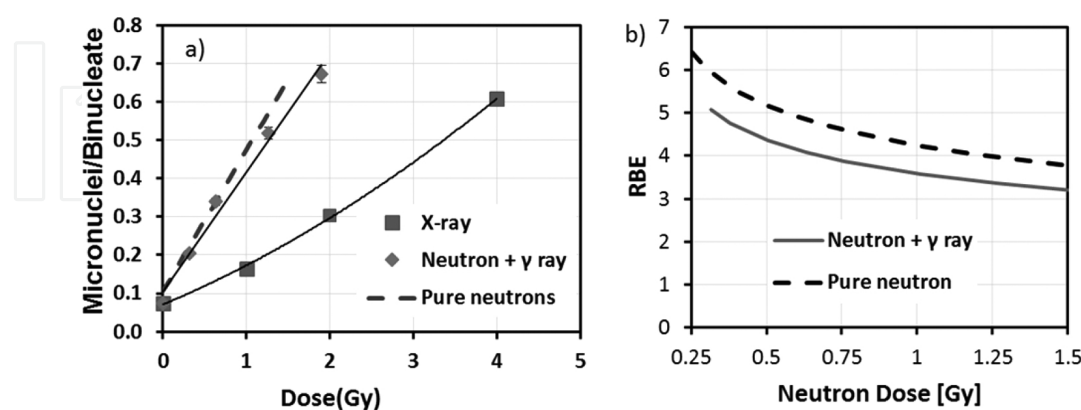 a)
Micronuclei/Binucleate
0.8
0.7
0.6
0.5
0.4
0.3
0.2
0.1
0.0
X-ray
Neutron + γ ray
Pure neutrons
0 1 2 3 4 5
Dose(Gy)
b)
RBE
7
6
5
4
3
2
1
0
Neutron + γ ray
Pure neutron
0.25 0.5 0.75 1 1.25 1.5
Neutron Dose [Gy]